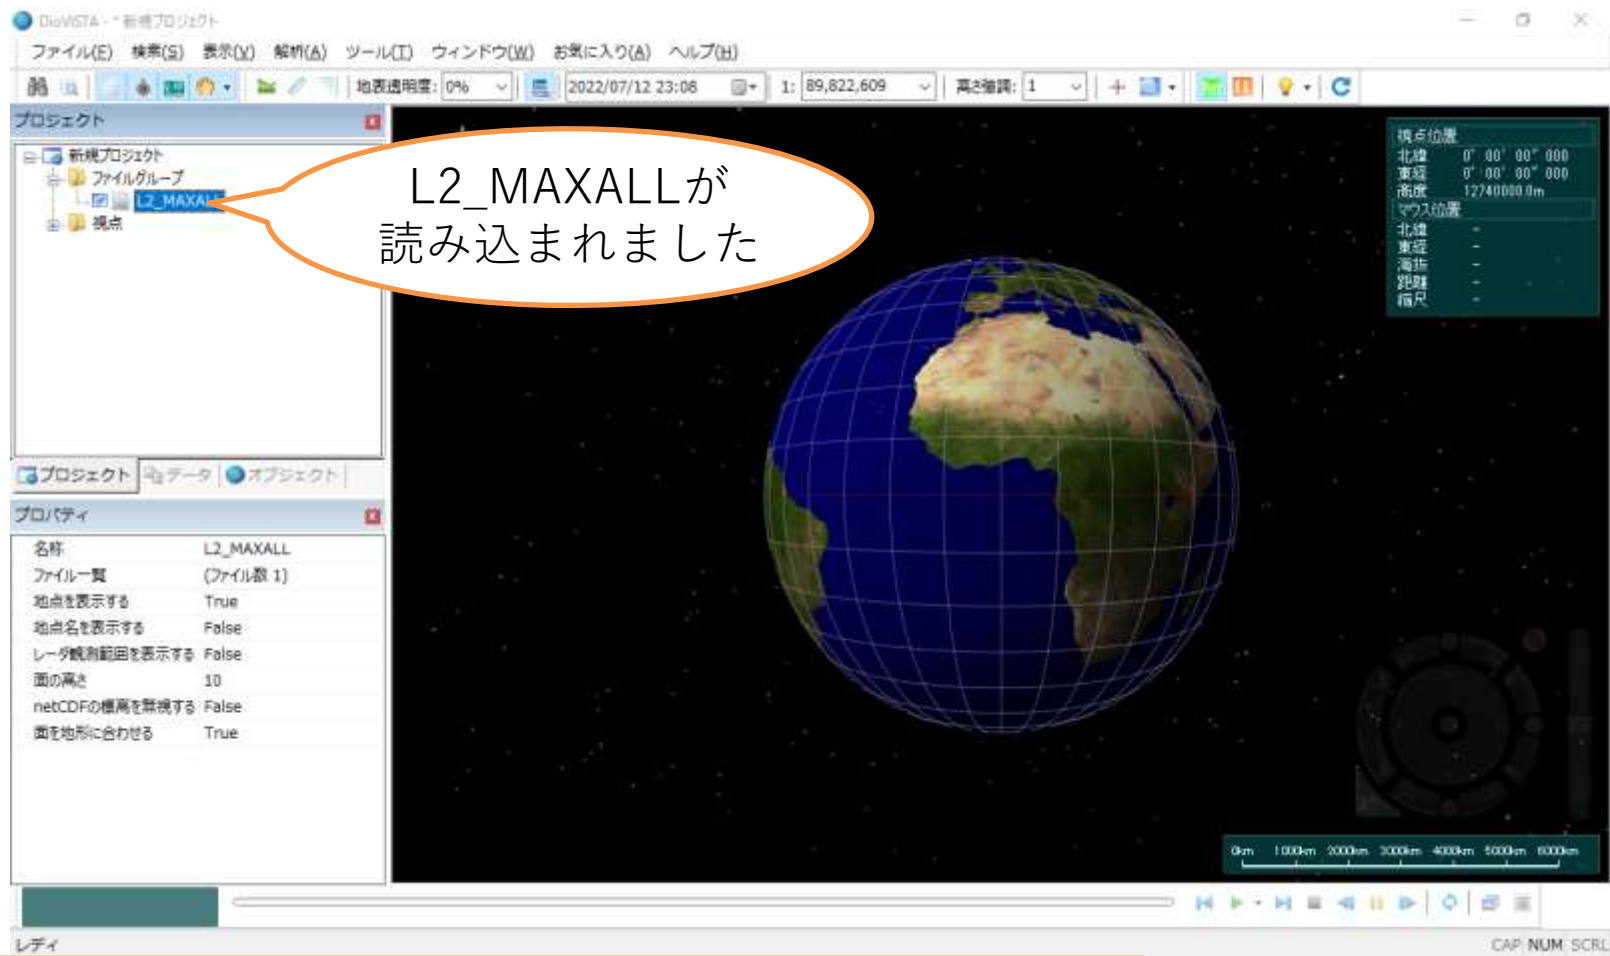 DioVISTA - * 新規プロジェクト
ファイル(F) 検索(S) 表示(V) 解析(A) ツール(T) ウィンドウ(W) お気に入り(A) ヘルプ(H)
地表透明度: 0% 2022/07/12 23:08 1: 89,822,609 高さ強調: 1
プロジェクト
新規プロジェクト
ファイルグループ
L2_MAXALL
視点
L2_MAXALLが
読み込まれました
視点位置
北緯 0° 00' 00" 000
東経 0° 00' 00" 000
高度 12740000.0m
マウス位置
北緯 -
東経 -
海抜 -
距離 -
縮尺 -
プロジェクト データ オブジェクト
プロパティ
名称 L2_MAXALL
ファイル一覧 (ファイル数 1)
地点を表示する True
地点名を表示する False
レーダ観測範囲を表示する False
面の高さ 10
netCDFの標高を無視する False
面を地形に合わせる True
0km 1000km 2000km 3000km 4000km 5000km 6000km
レディ
CAP NUM SCRL